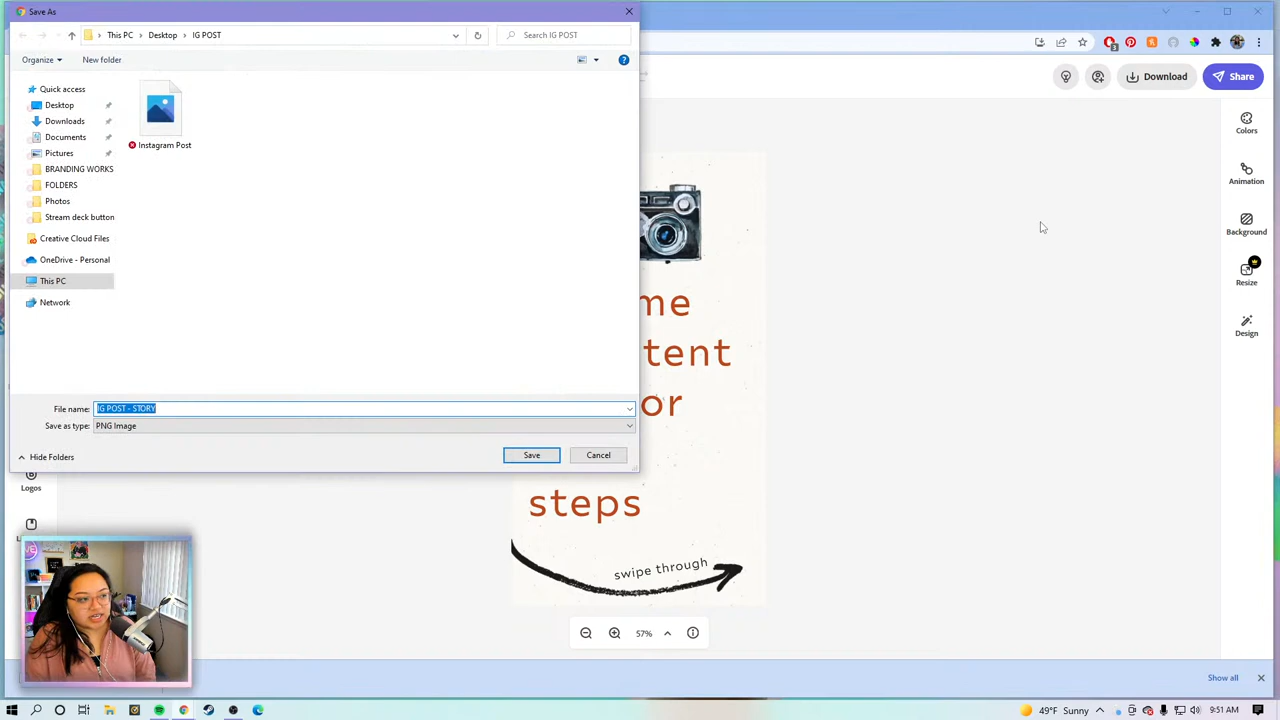 Save As
This PC
Desktop
IG POST
Search IG POST
Organize
New folder
Download
Share
3
Quick access
Desktop
Downloads
Documents
Pictures
BRANDING WORKS
FOLDERS
Photos
Stream deck button
Creative Cloud Files
OneDrive - Personal
This PC
Network
Instagram Post
Colors
Animation
Background
Resize
Design
me
tent
or
steps
swipe through
File name:
IG POST - STORY
Save as type:
PNG Image
Hide Folders
Save
Cancel
Logos
57%
Show all
49°F Sunny
9:51 AM